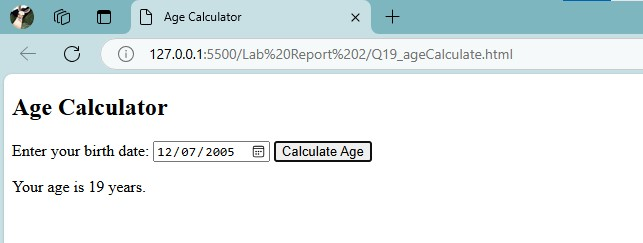 Age Calculator
127.0.0.1:5500/Lab%20Report%202/Q19_ageCalculate.html
Age Calculator
Enter your birth date: 12/07/2005 Calculate Age
Your age is 19 years.